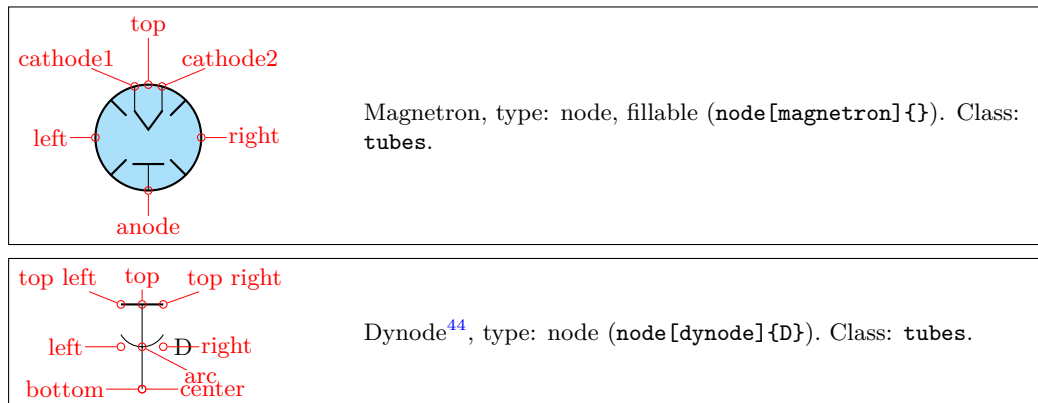 top
cathode1 cathode2
left right
anode
Magnetron, type: node, fillable (node[magnetron]{}). Class:
tubes.
top left top top right
left D right
arc
bottom center
Dynode44, type: node (node[dynode]{D}). Class: tubes.